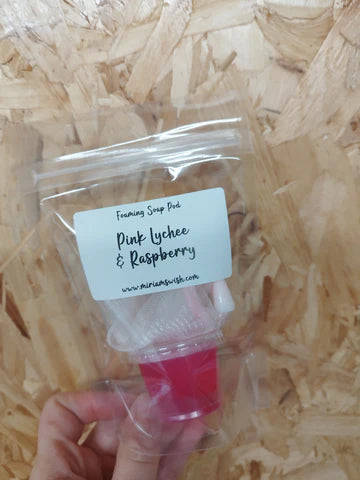 Foaming Soap Pod
Pink Lychee
& Raspberry
www.miriamswish.com